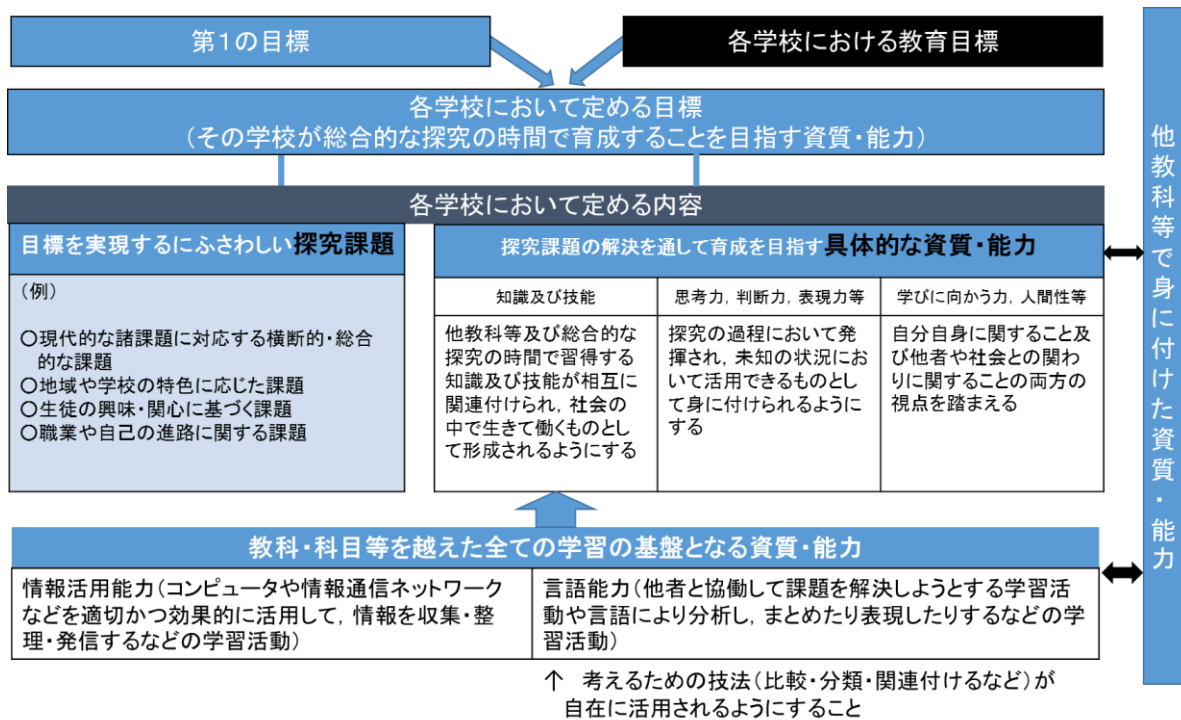 第1の目標
各学校における教育目標
各学校において定める目標
(その学校が総合的な探究の時間で育成することを目指す資質・能力)
各学校において定める内容
目標を実現するにふさわしい探究課題
(例)
○現代的な諸課題に対応する横断的・総合
的な課題
○地域や学校の特色に応じた課題
○生徒の興味・関心に基づく課題
○職業や自己の進路に関する課題
探究課題の解決を通して育成を目指す具体的な資質・能力
知識及び技能
他教科等及び総合的な
探究の時間で習得する
知識及び技能が相互に
関連付けられ,社会の
中で生きて働くものとし
て形成されるようにする
思考力,判断力,表現力等
探究の過程において発
揮され,未知の状況にお
いて活用できるものとし
て身に付けられるように
する
学びに向かう力,人間性等
自分自身に関すること及
び他者や社会との関わ
りに関することの両方の
視点を踏まえる
教科・科目等を越えた全ての学習の基盤となる資質・能力
情報活用能力(コンピュータや情報通信ネットワーク
などを適切かつ効果的に活用して,情報を収集・整
理・発信するなどの学習活動)
言語能力(他者と協働して課題を解決しようとする学習活
動や言語により分析し,まとめたり表現したりするなどの学
習活動)
↑ 考えるための技法(比較・分類・関連付けるなど)が
自在に活用されるようにすること
他教科等で身に付けた資質・能力